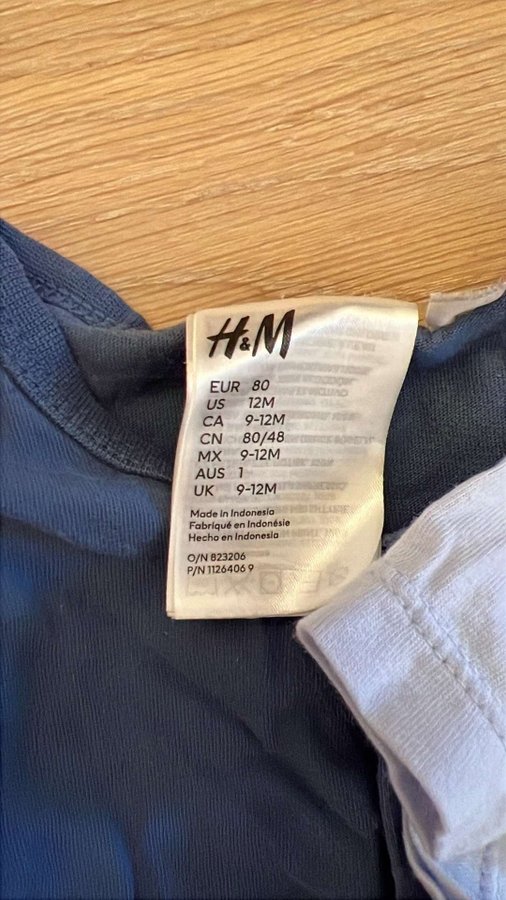 H&M
EUR 80
US 12M
CA 9-12M
CN 80/48
MX 9-12M
AUS 1
UK 9-12M
Made in Indonesia
Fabriqué en Indonésie
Hecho en Indonesia
O/N 823206
P/N 1126406 9